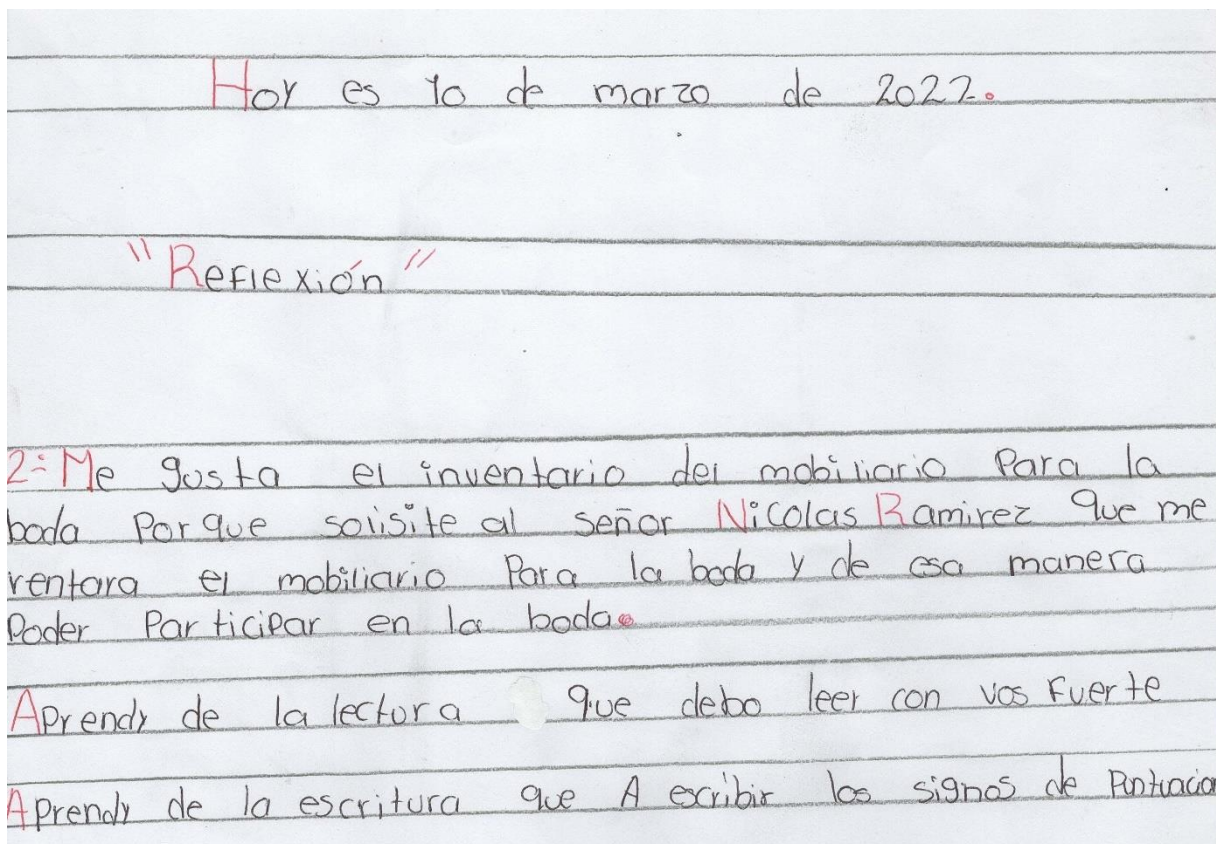 Hoy es 10 de marzo de 2022.
"Reflexión"
2= Me gusta el inventario del mobiliario Para la
boda Porque solisite al señor Nicolas Ramirez que me
rentara el mobiliario Para la boda y de esa manera
Poder Participar en la boda.
Aprendy de la lectura que debo leer con vos fuerte
Aprendy de la escritura que A escribir los signos de Puntuacion